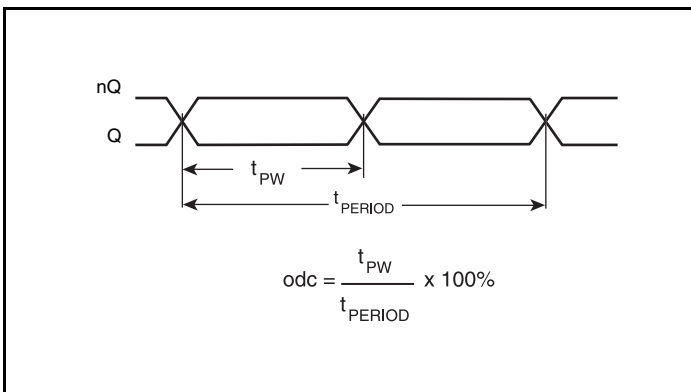 nQ
Q
tPW
tPERIOD
odc = tPW / tPERIOD x 100%